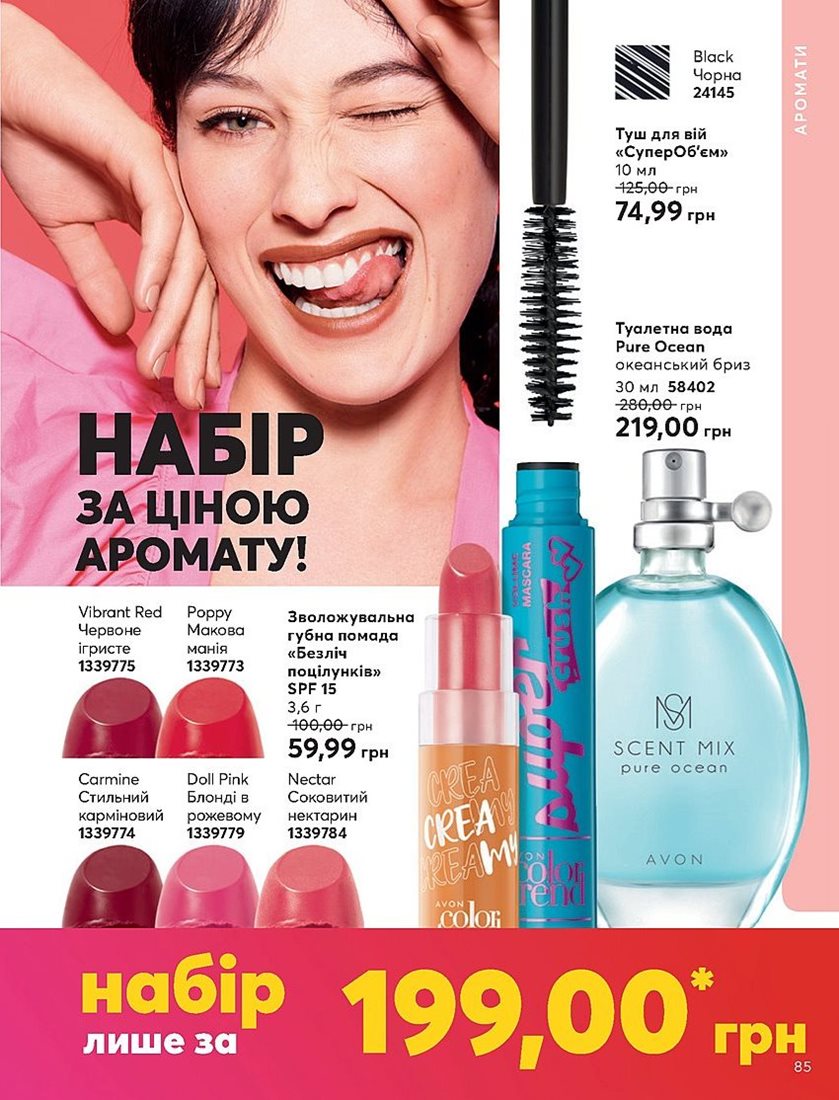 АРОМАТИ
Black
Чорна
24145
Туш для вій
«СуперОб’єм»
10 мл
125,00 грн
74,99 грн
Туалетна вода
Pure Ocean
океанський бриз
30 мл 58402
280,00 грн
219,00 грн
НАБІР
ЗА ЦІНОЮ
АРОМАТУ!
Vibrant Red
Червоне
ігристе
1339775
Poppy
Макова
манія
1339773
Зволожувальна
губна помада
«Безліч
поцілунків»
SPF 15
3,6 г
100,00 грн
59,99 грн
Carmine
Стильний
карміновий
1339774
Doll Pink
Блонді в
рожевому
1339779
Nectar
Соковитий
нектарин
1339784
CREA
CREAMY
CREAMY
AVON
color
MASCARA
super
crush
AVON
color
trend
SCENT MIX
pure ocean
AVON
набір
лише за
199,00* грн
85